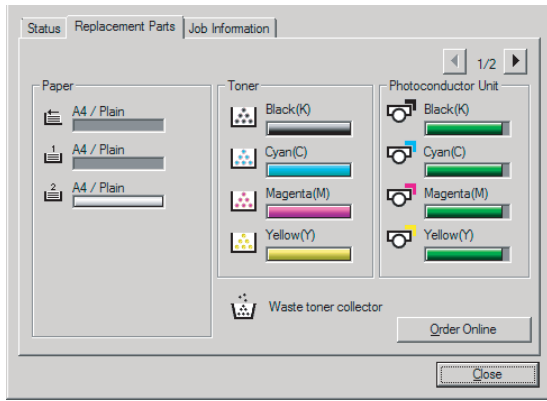 Status Replacement Parts Job Information
1/2
Paper
A4 / Plain
1 A4 / Plain
2 A4 / Plain
Toner
Black(K)
Cyan(C)
Magenta(M)
Yellow(Y)
Photoconductor Unit
Black(K)
Cyan(C)
Magenta(M)
Yellow(Y)
Waste toner collector
Order Online
Close